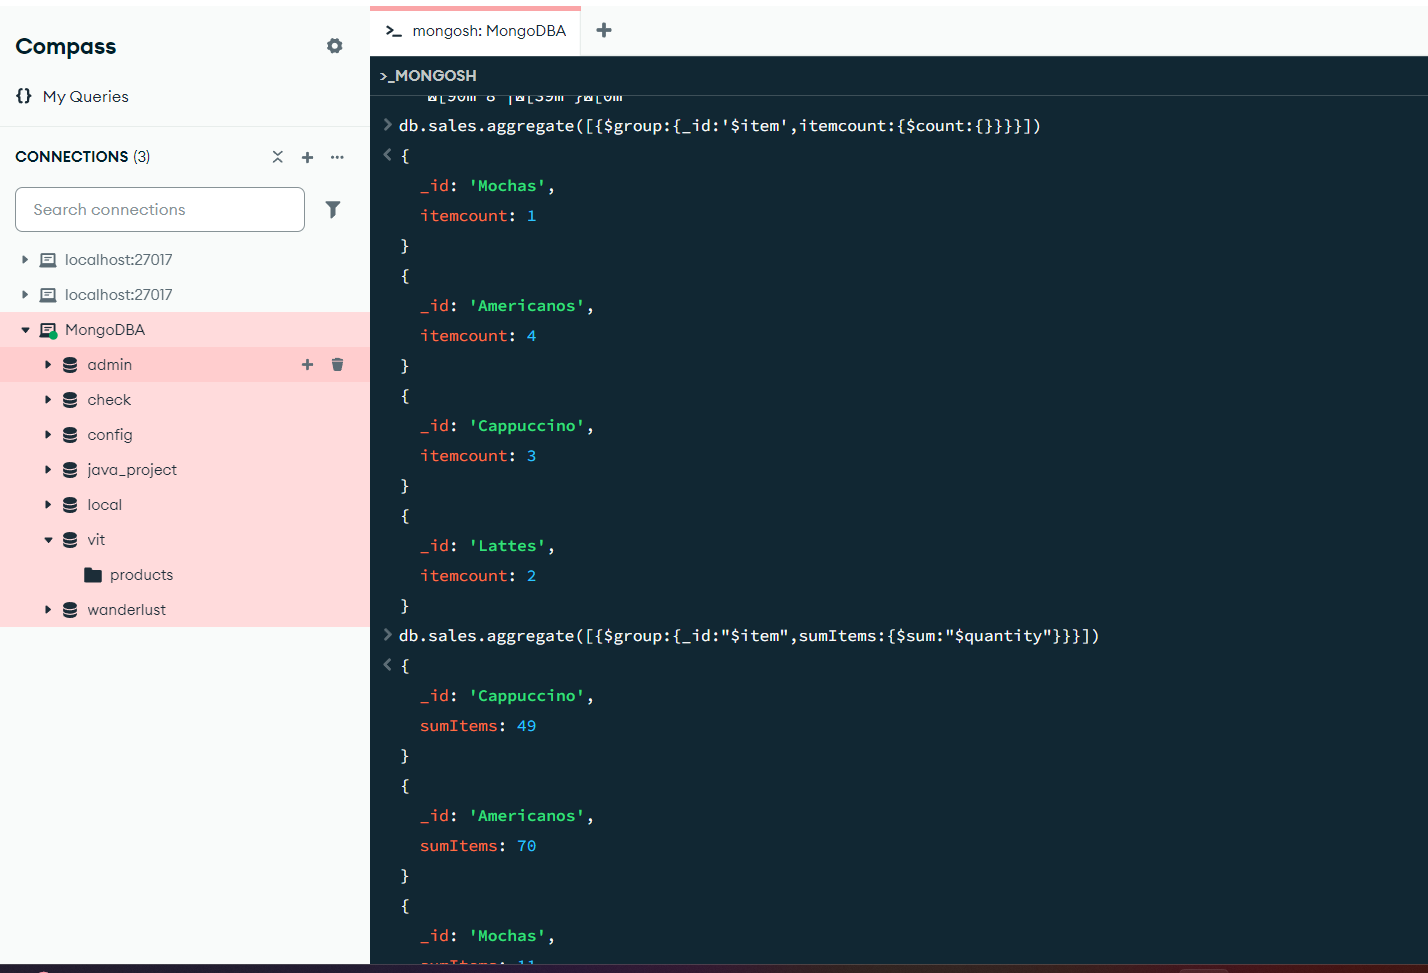 Compass
My Queries
CONNECTIONS (3)
Search connections
localhost:27017
localhost:27017
MongoDBA
admin
check
config
java_project
local
vit
products
wanderlust
>_ mongosh: MongoDBA
>_MONGOSH
> db.sales.aggregate([{$group:{_id:'$item',itemcount:{$count:{}}}}])
< {
_id: 'Mochas',
itemcount: 1
}
{
_id: 'Americanos',
itemcount: 4
}
{
_id: 'Cappuccino',
itemcount: 3
}
{
_id: 'Lattes',
itemcount: 2
}
> db.sales.aggregate([{$group:{_id:"$item",sumItems:{$sum:"$quantity"}}}])
< {
_id: 'Cappuccino',
sumItems: 49
}
{
_id: 'Americanos',
sumItems: 70
}
{
_id: 'Mochas',
sumItems: 11